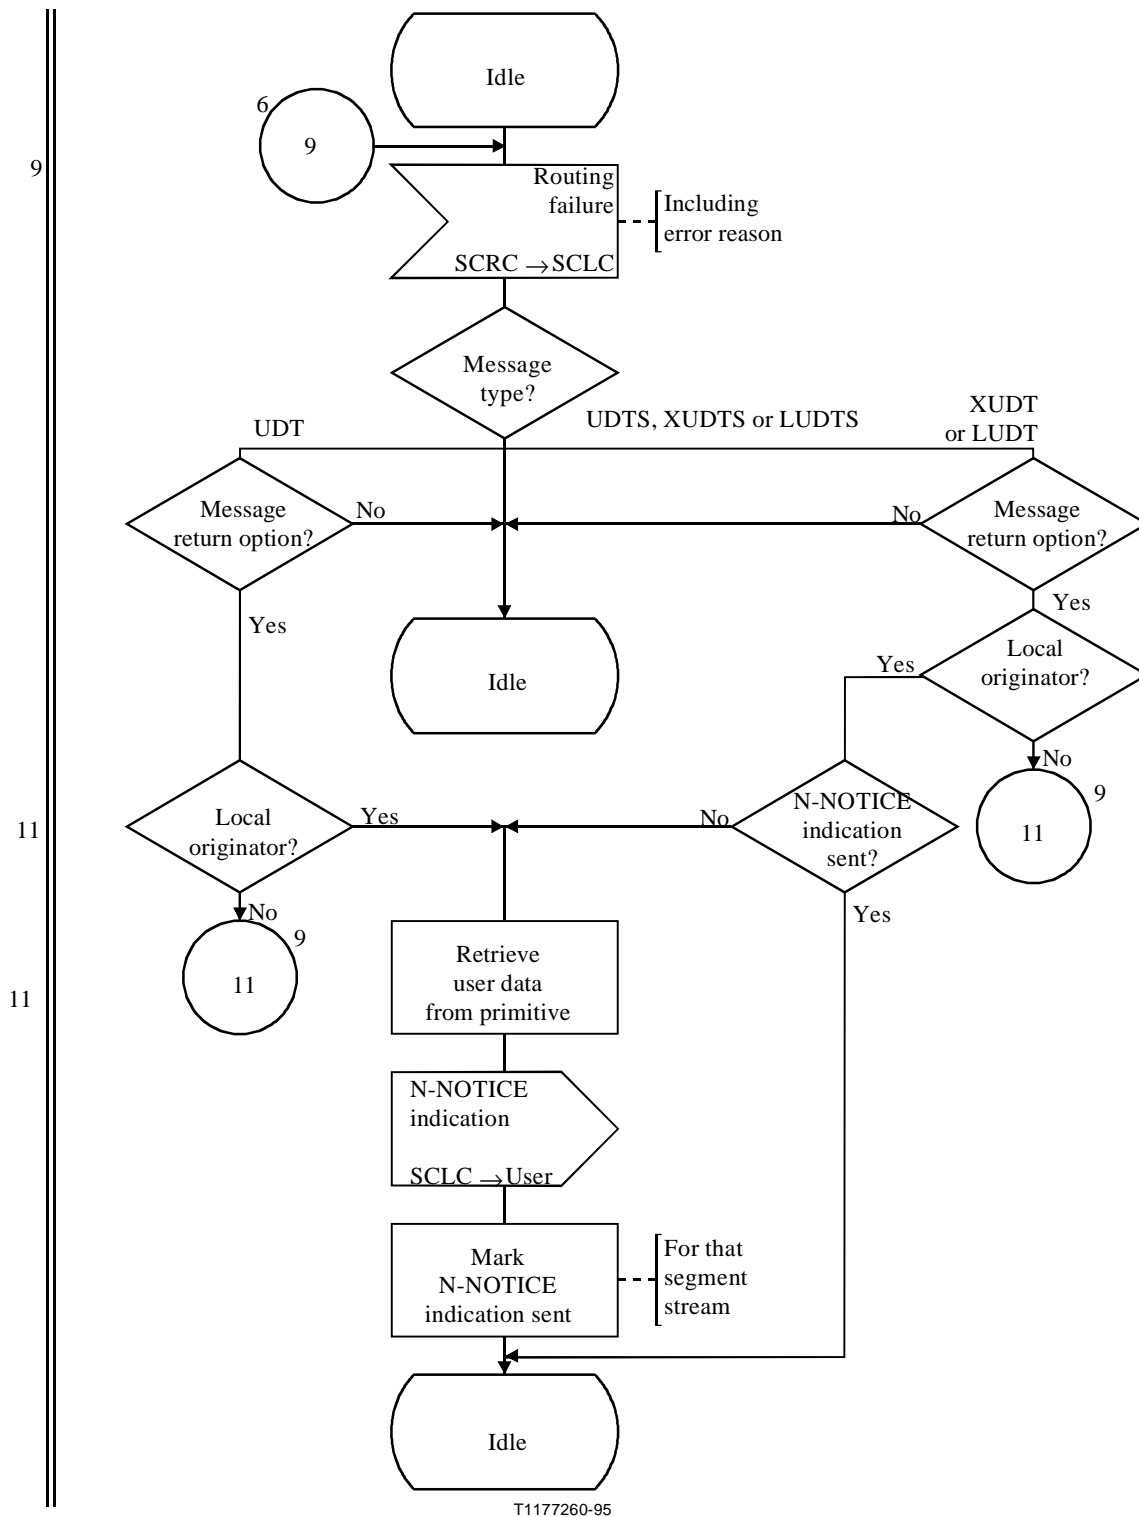 Idle
6
9
9
Routing
failure
SCRC → SCLC
Including
error reason
Message
type?
UDT
UDTS, XUDTS or LUDTS
XUDT
or LUDT
Message
return option?
No
No
Message
return option?
Yes
Yes
Idle
Yes
Local
originator?
No
9
11
11
Local
originator?
Yes
No
N-NOTICE
indication
sent?
Yes
No
9
11
11
Retrieve
user data
from primitive
N-NOTICE
indication
SCLC → User
Mark
N-NOTICE
indication sent
For that
segment
stream
Idle
T1177260-95